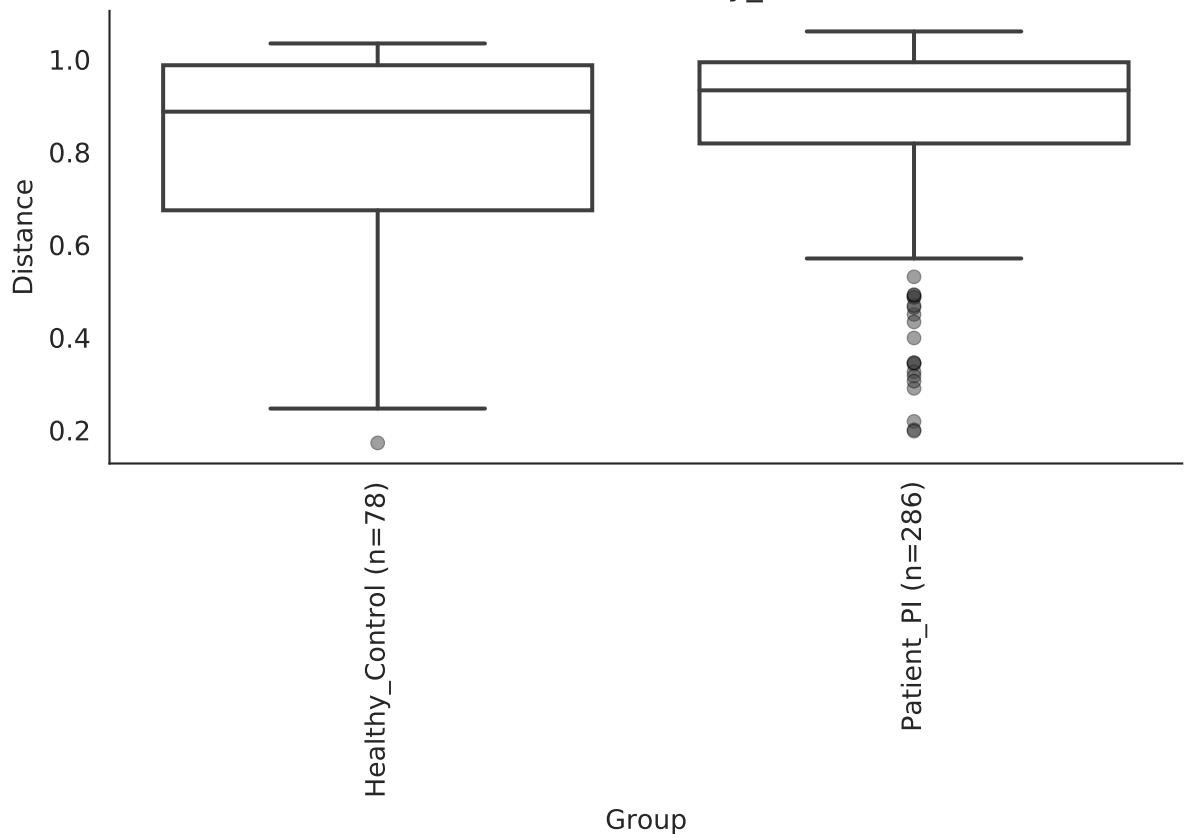 1.0
0.8
0.6
0.4
0.2
Distance
Healthy_Control (n=78)
Patient_PI (n=286)
Group